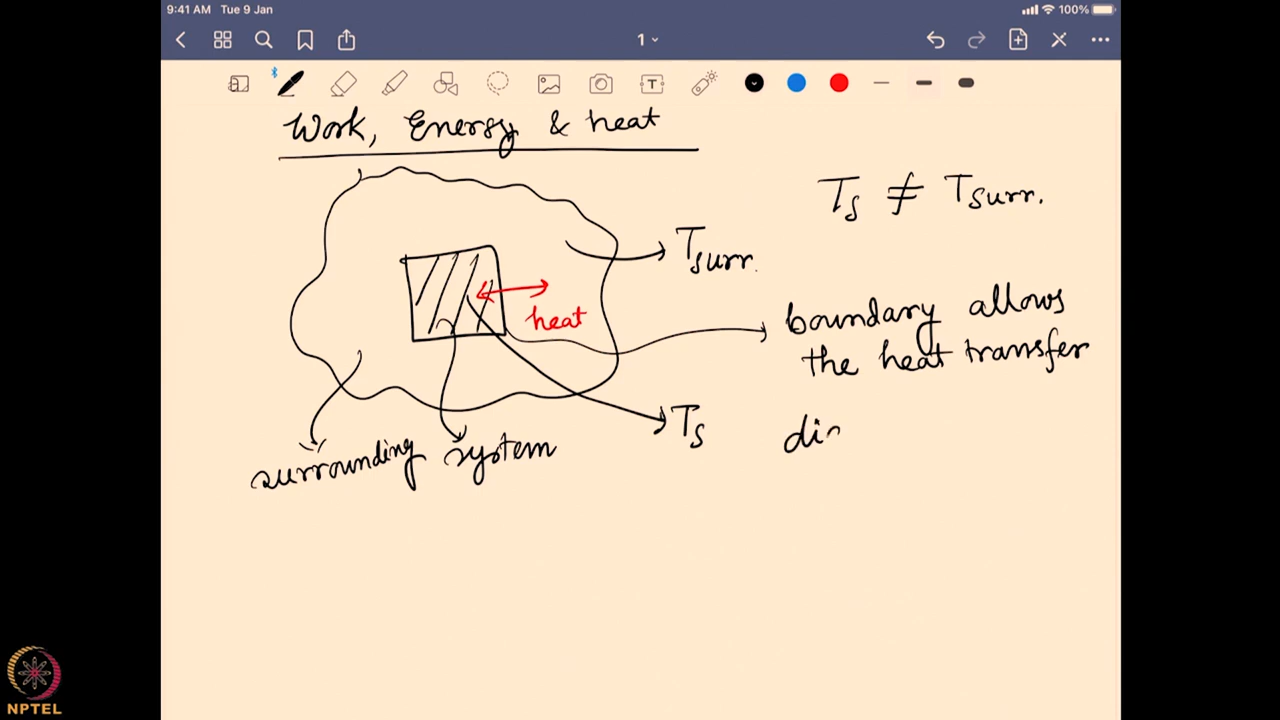 9:41 AM Tue 9 Jan
100%
1
T
Work, Energy & heat
Ts ≠ Tsurr.
Tsurr.
heat
boundary allows
the heat transfer
Ts
di
surrounding
system
NPTEL